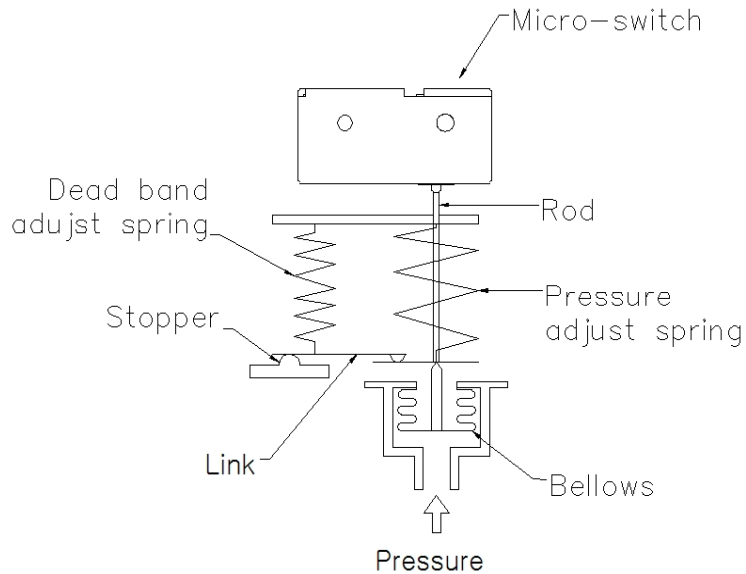 Micro-switch
Dead band
adujst spring
Rod
Stopper
Pressure
adjust spring
Link
Bellows
Pressure